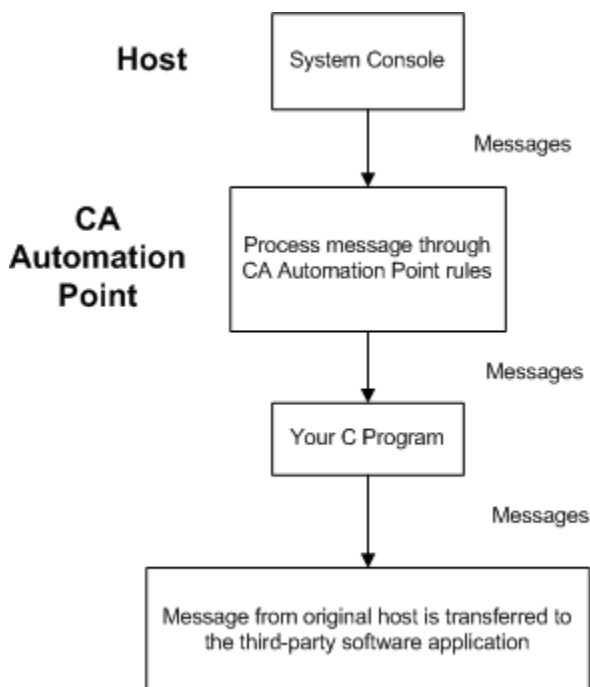 Host
System Console
Messages
CA
Automation
Point
Process message through
CA Automation Point rules
Messages
Your C Program
Messages
Message from original host is transferred to
the third-party software application